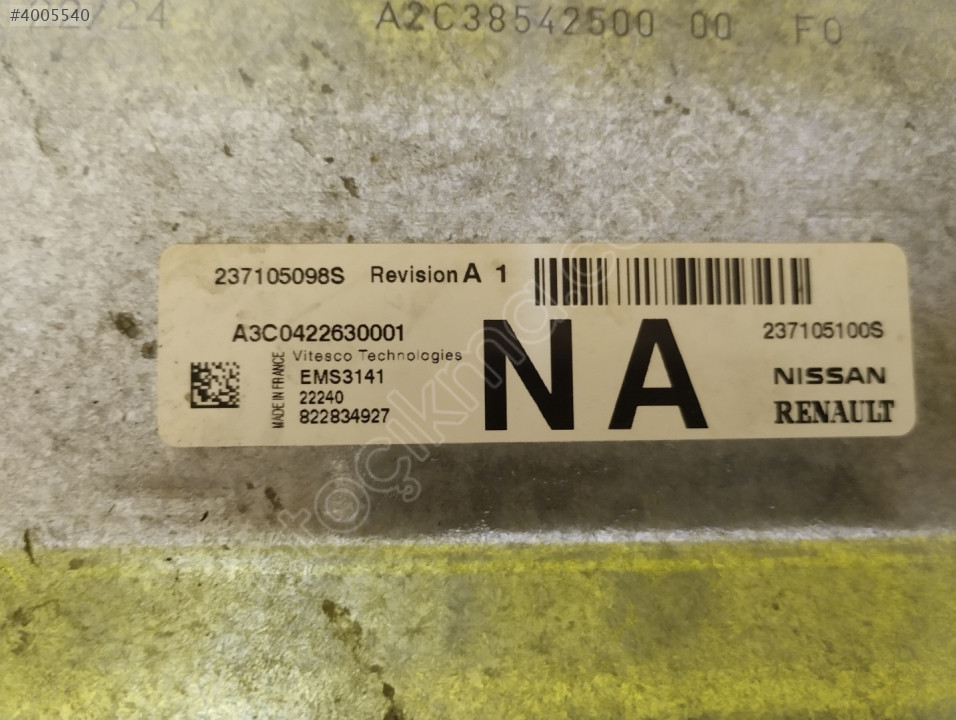 #4005540
A2C38542500 00 F0
237105098S Revision A 1
A3C0422630001
NA
237105100S
Vitesco Technologies
MADE IN FRANCE
EMS3141
22240
822834927
NISSAN
RENAULT